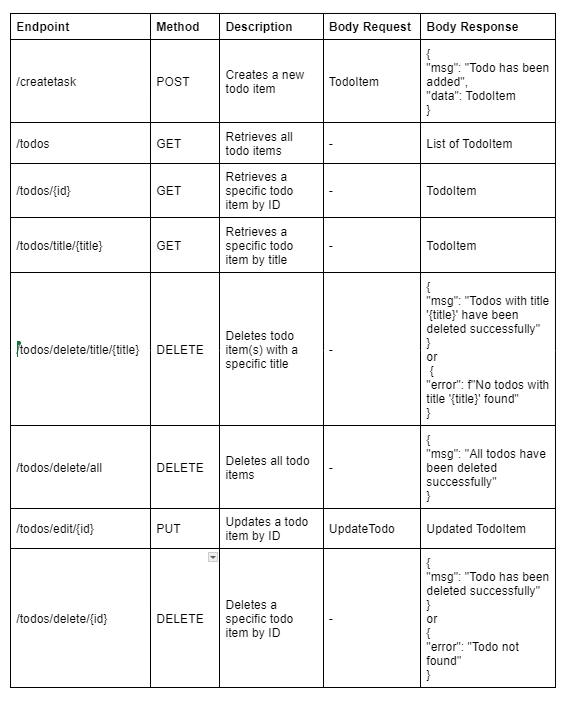 Endpoint Method Description Body Request Body Response
/createtask POST Creates a new
todo item TodoItem {
"msg": "Todo has been
added",
"data": TodoItem
}
/todos GET Retrieves all
todo items - List of TodoItem
/todos/{id} GET Retrieves a
specific todo
item by ID - TodoItem
/todos/title/{title} GET Retrieves a
specific todo
item by title - TodoItem
/todos/delete/title/{title} DELETE Deletes todo
item(s) with a
specific title - {
"msg": "Todos with title
'{title}' have been
deleted successfully"
}
or
{
"error": f"No todos with
title '{title}' found"
}
/todos/delete/all DELETE Deletes all todo
items - {
"msg": "All todos have
been deleted
successfully"
}
/todos/edit/{id} PUT Updates a todo
item by ID UpdateTodo Updated TodoItem
/todos/delete/{id} DELETE Deletes a
specific todo
item by ID - {
"msg": "Todo has been
deleted successfully"
}
or
{
"error": "Todo not
found"
}